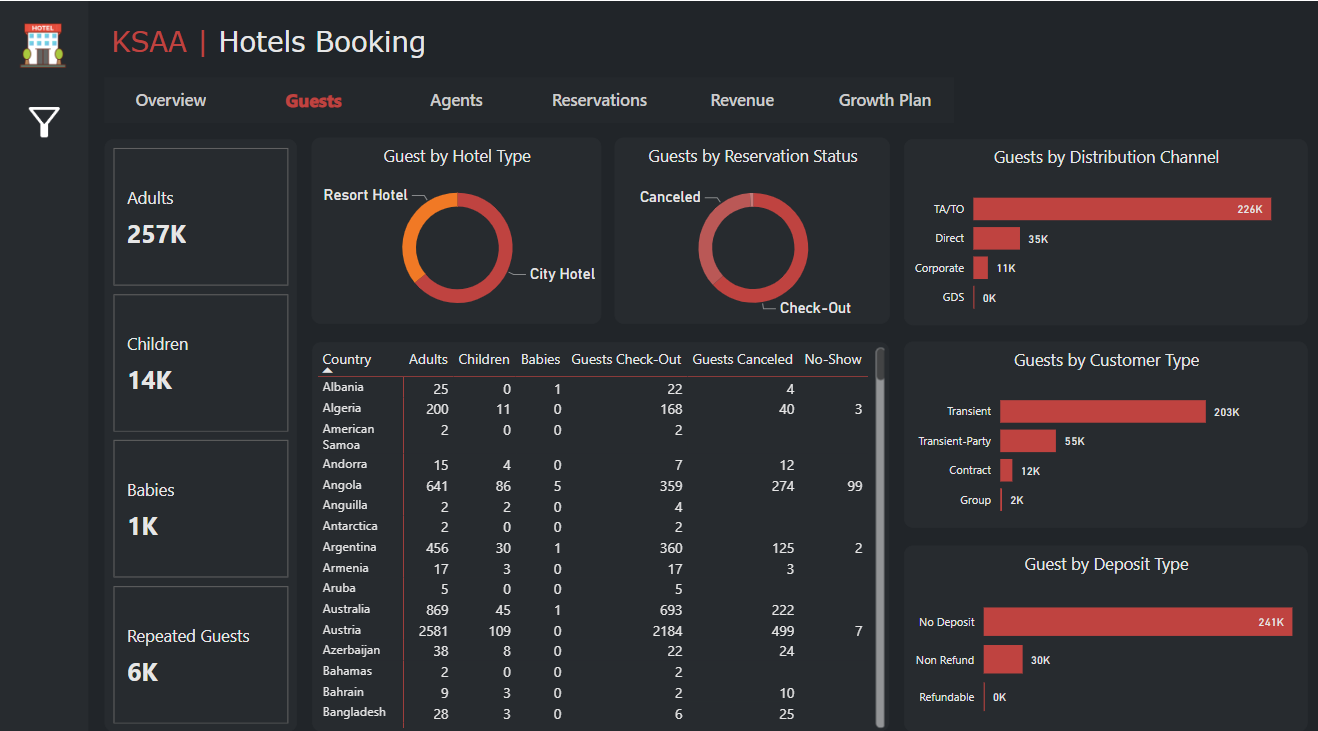 HOTEL
KSAA | Hotels Booking
Overview Guests Agents Reservations Revenue Growth Plan
Adults
257K
Children
14K
Babies
1K
Repeated Guests
6K
Guest by Hotel Type
Resort Hotel
City Hotel
Guests by Reservation Status
Canceled
Check-Out
Guests by Distribution Channel
TA/TO 226K
Direct 35K
Corporate 11K
GDS 0K
Country Adults Children Babies Guests Check-Out Guests Canceled No-Show
Albania 25 0 1 22 4
Algeria 200 11 0 168 40 3
American
Samoa 2 0 0 2
Andorra 15 4 0 7 12
Angola 641 86 5 359 274 99
Anguilla 2 2 0 4
Antarctica 2 0 0 2
Argentina 456 30 1 360 125 2
Armenia 17 3 0 17 3
Aruba 5 0 0 5
Australia 869 45 1 693 222
Austria 2581 109 0 2184 499 7
Azerbaijan 38 8 0 22 24
Bahamas 2 0 0 2
Bahrain 9 3 0 2 10
Bangladesh 28 3 0 6 25
Guests by Customer Type
Transient 203K
Transient-Party 55K
Contract 12K
Group 2K
Guest by Deposit Type
No Deposit 241K
Non Refund 30K
Refundable 0K